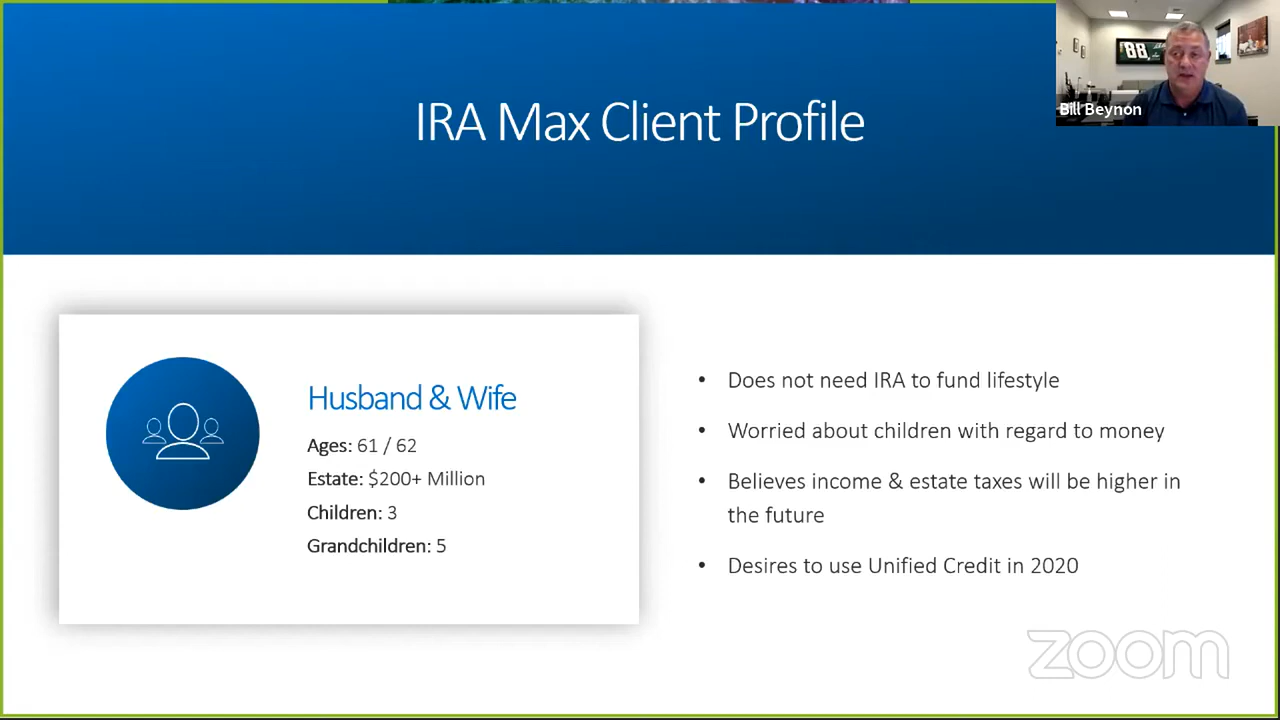 IRA Max Client Profile
88
Bill Beynon
Husband & Wife
Ages: 61 / 62
Estate: $200+ Million
Children: 3
Grandchildren: 5
• Does not need IRA to fund lifestyle
• Worried about children with regard to money
• Believes income & estate taxes will be higher in
the future
• Desires to use Unified Credit in 2020
zoom